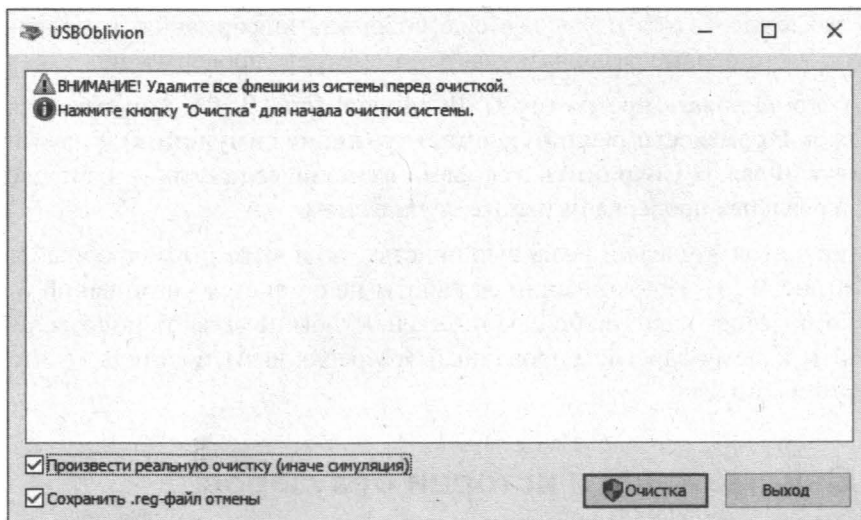 USBOblivion
ВНИМАНИЕ! Удалите все флешки из системы перед очисткой.
Нажмите кнопку "Очистка" для начала очистки системы.
Произвести реальную очистку (иначе симуляция)
Сохранить .reg-файл отмены
Очистка
Выход